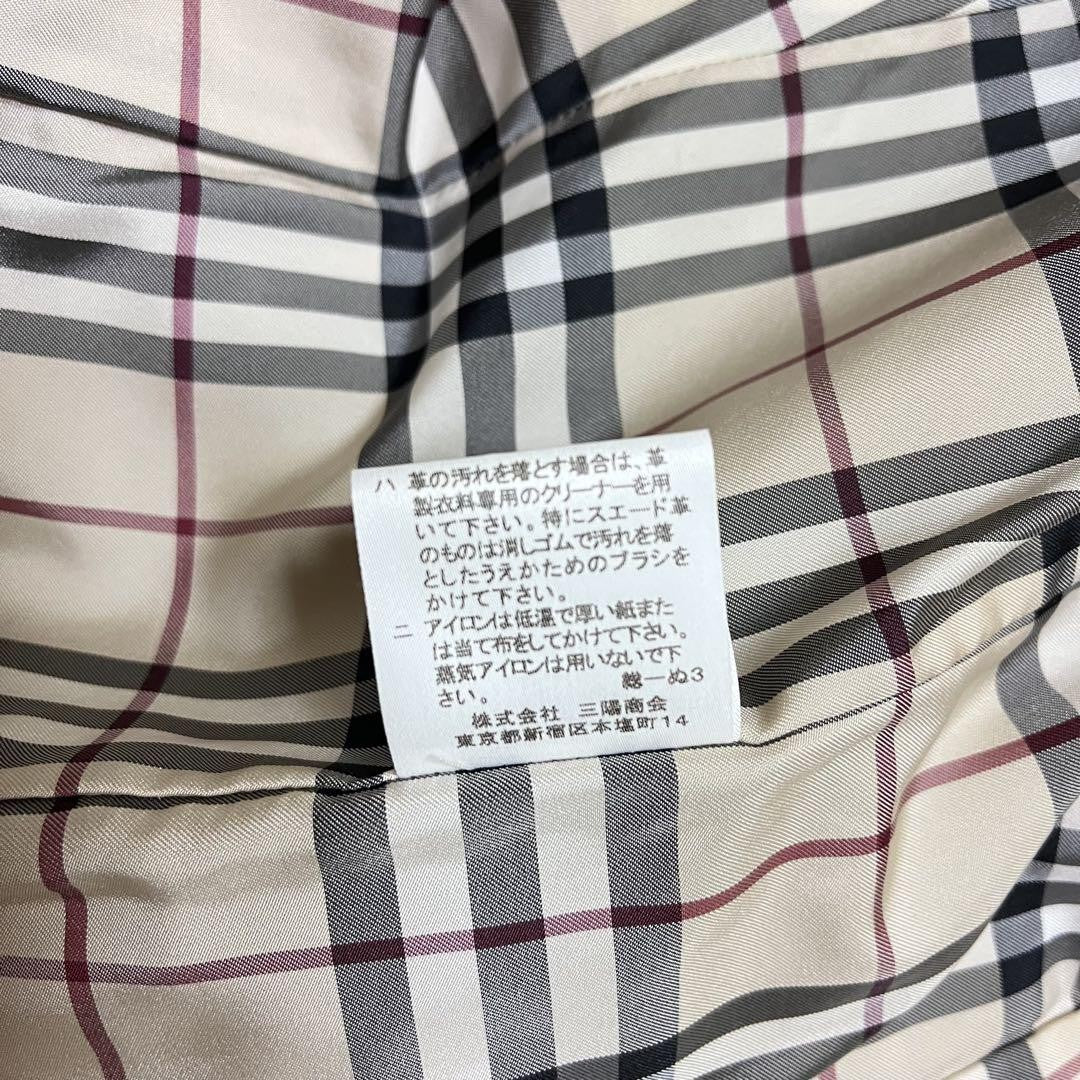 ハ 革の汚れを落とす場合は、革
製衣料専用のクリーナーを用
いて下さい。特にスエード革
のものは消しゴムで汚れを落
としたうえかためのブラシを
かけて下さい。
ニ アイロンは低温で厚い紙また
は当て布をしてかけて下さい。
蒸気アイロンは用いないで下
さい。 総ーぬ3
株式会社 三陽商会
東京都新宿区本塩町14